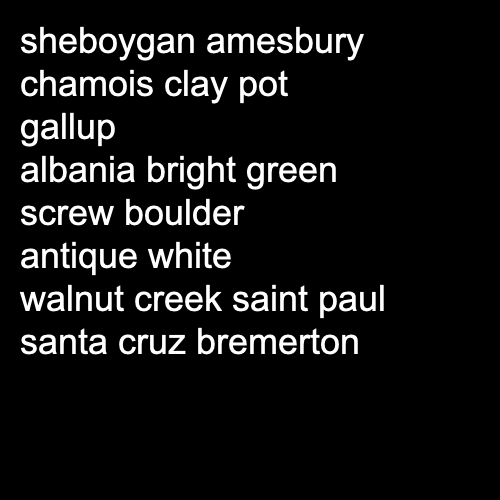 sheboygan amesbury
chamois clay pot
gallup
albania bright green
screw boulder
antique white
walnut creek saint paul
santa cruz bremerton